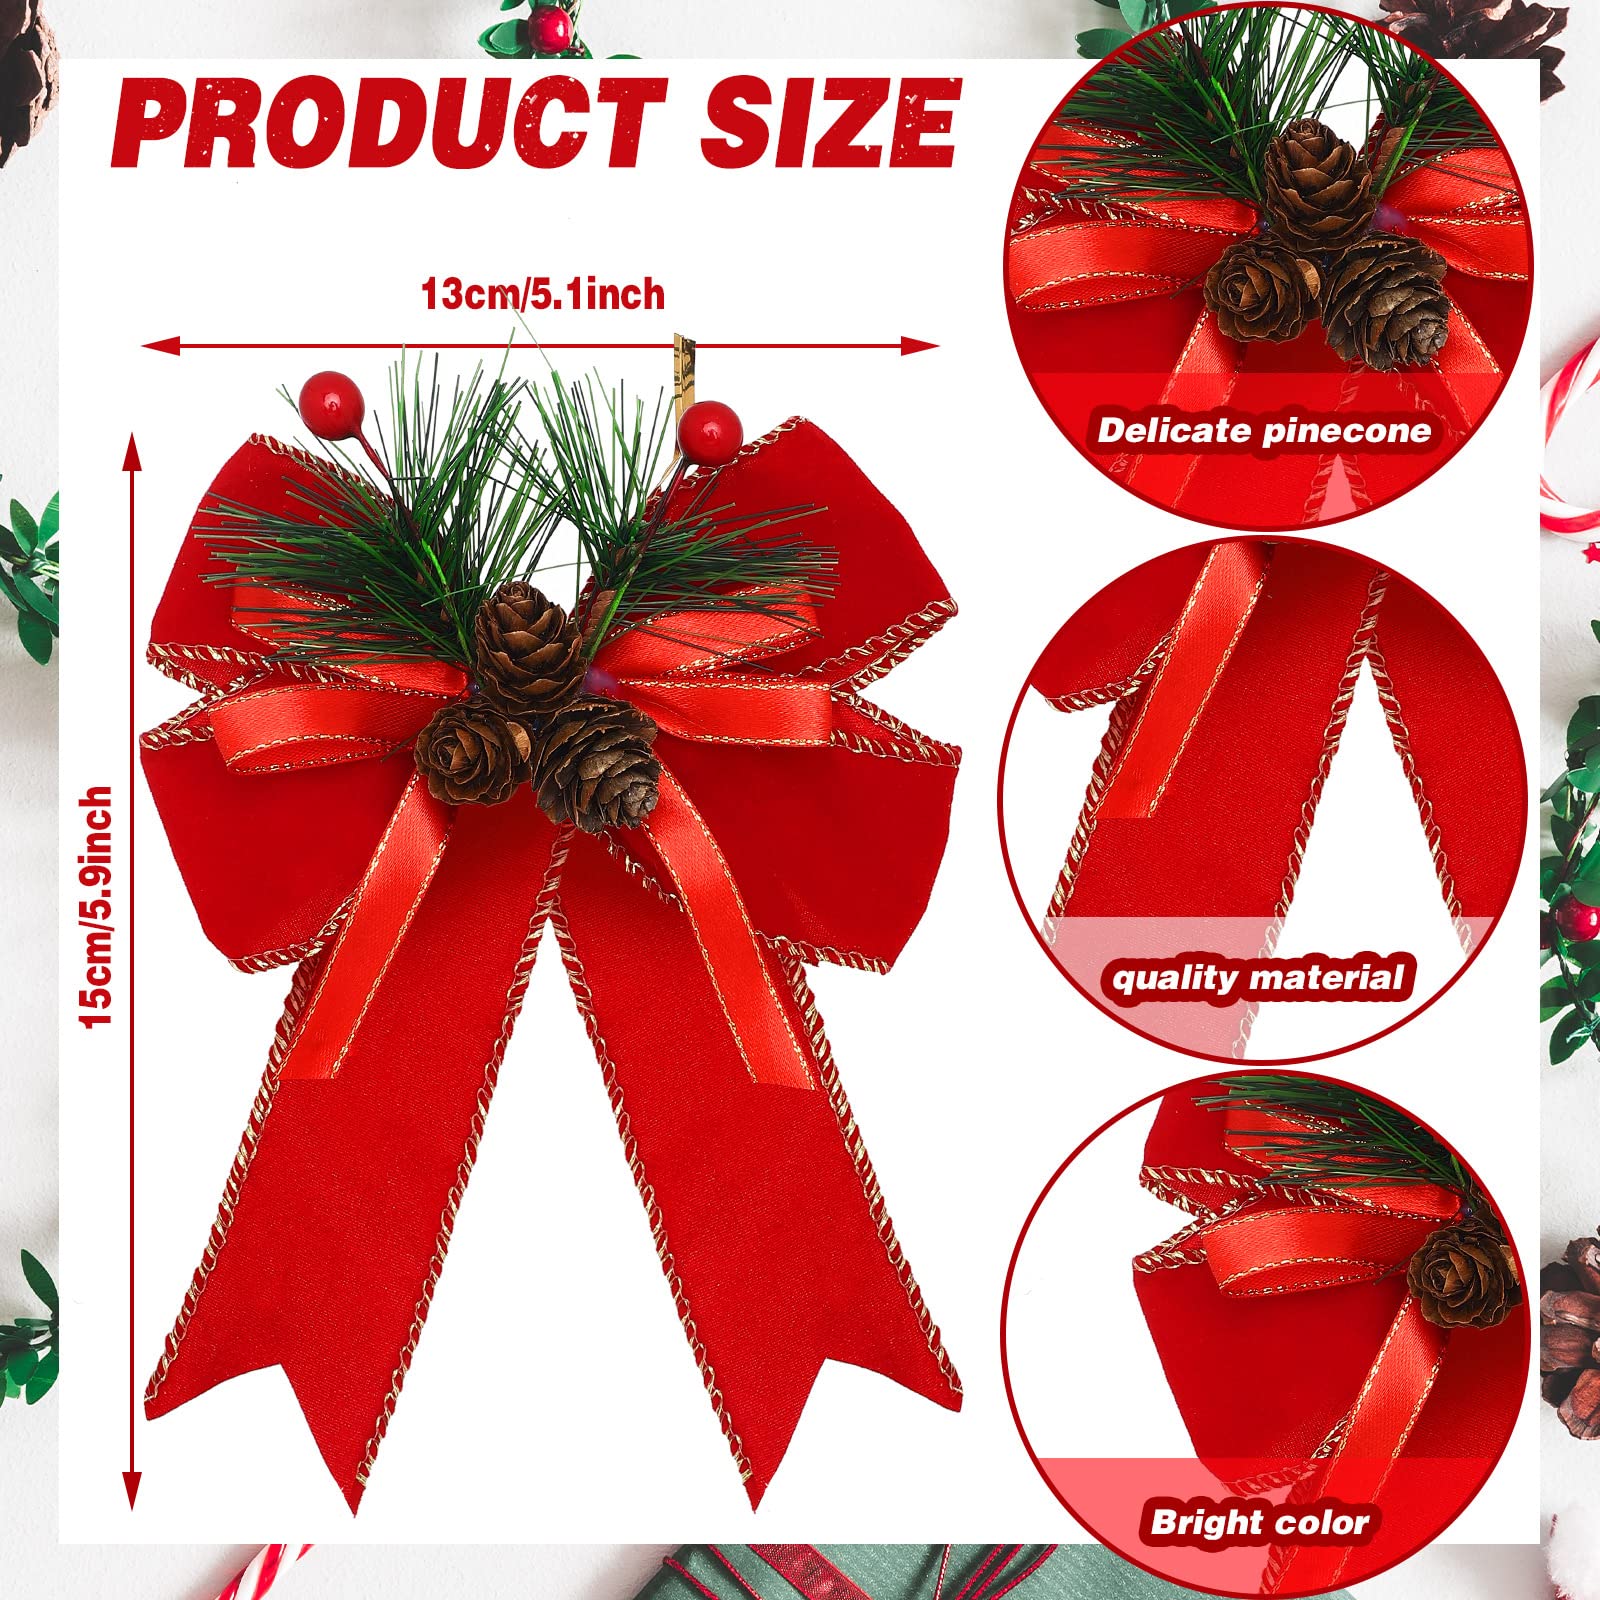 PRODUCT SIZE
13cm/5.1inch
15cm/5.9inch
Delicate pinecone
quality material
Bright color